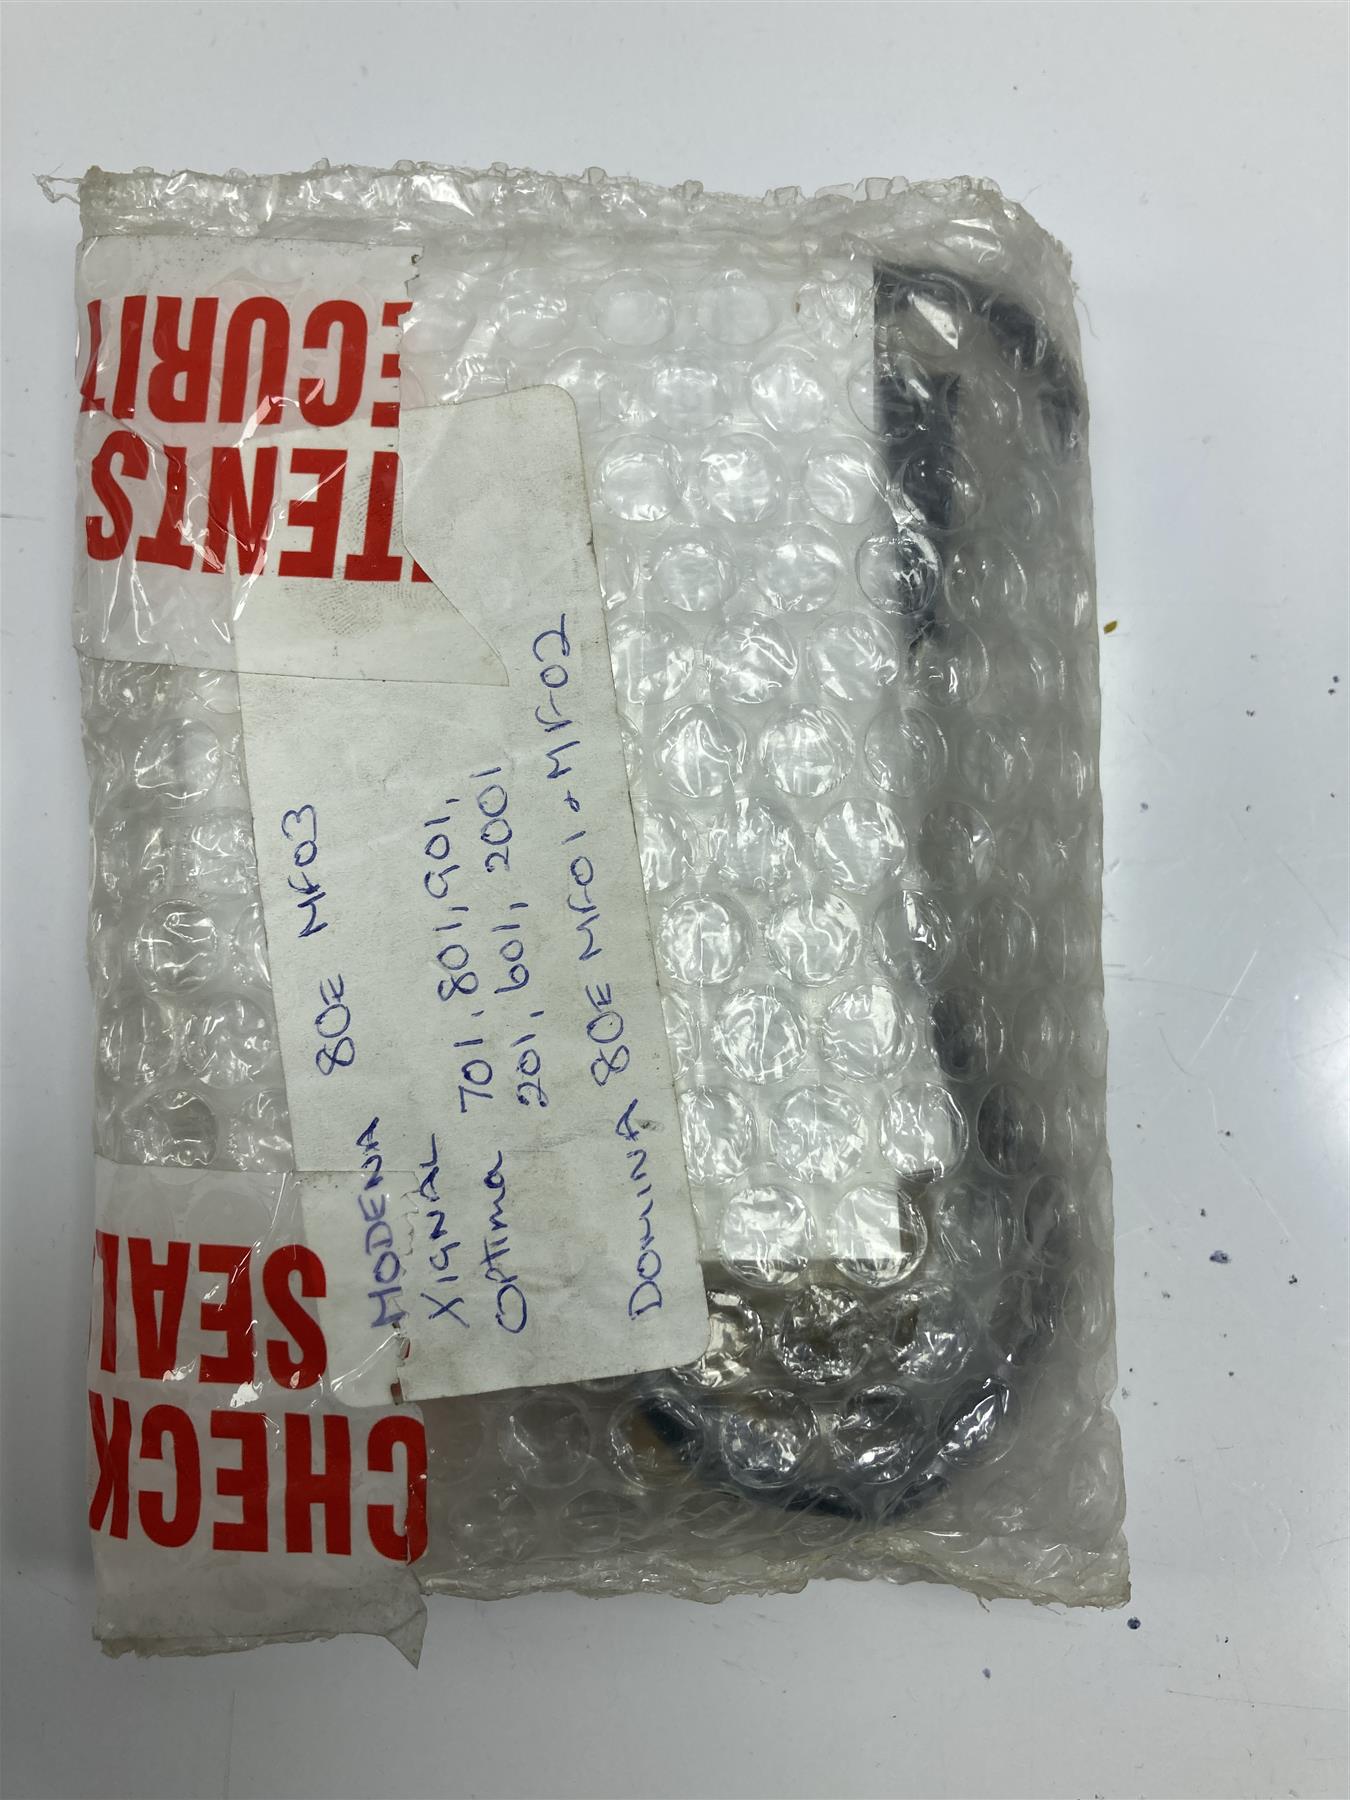 MODENA 80E MF03
XIGNAL
Optima 701, 801, 901,
201, 601, 2001
DOMINA 80E MF01 & MF02
CHECK
SEAL
TENTS
ECURIT